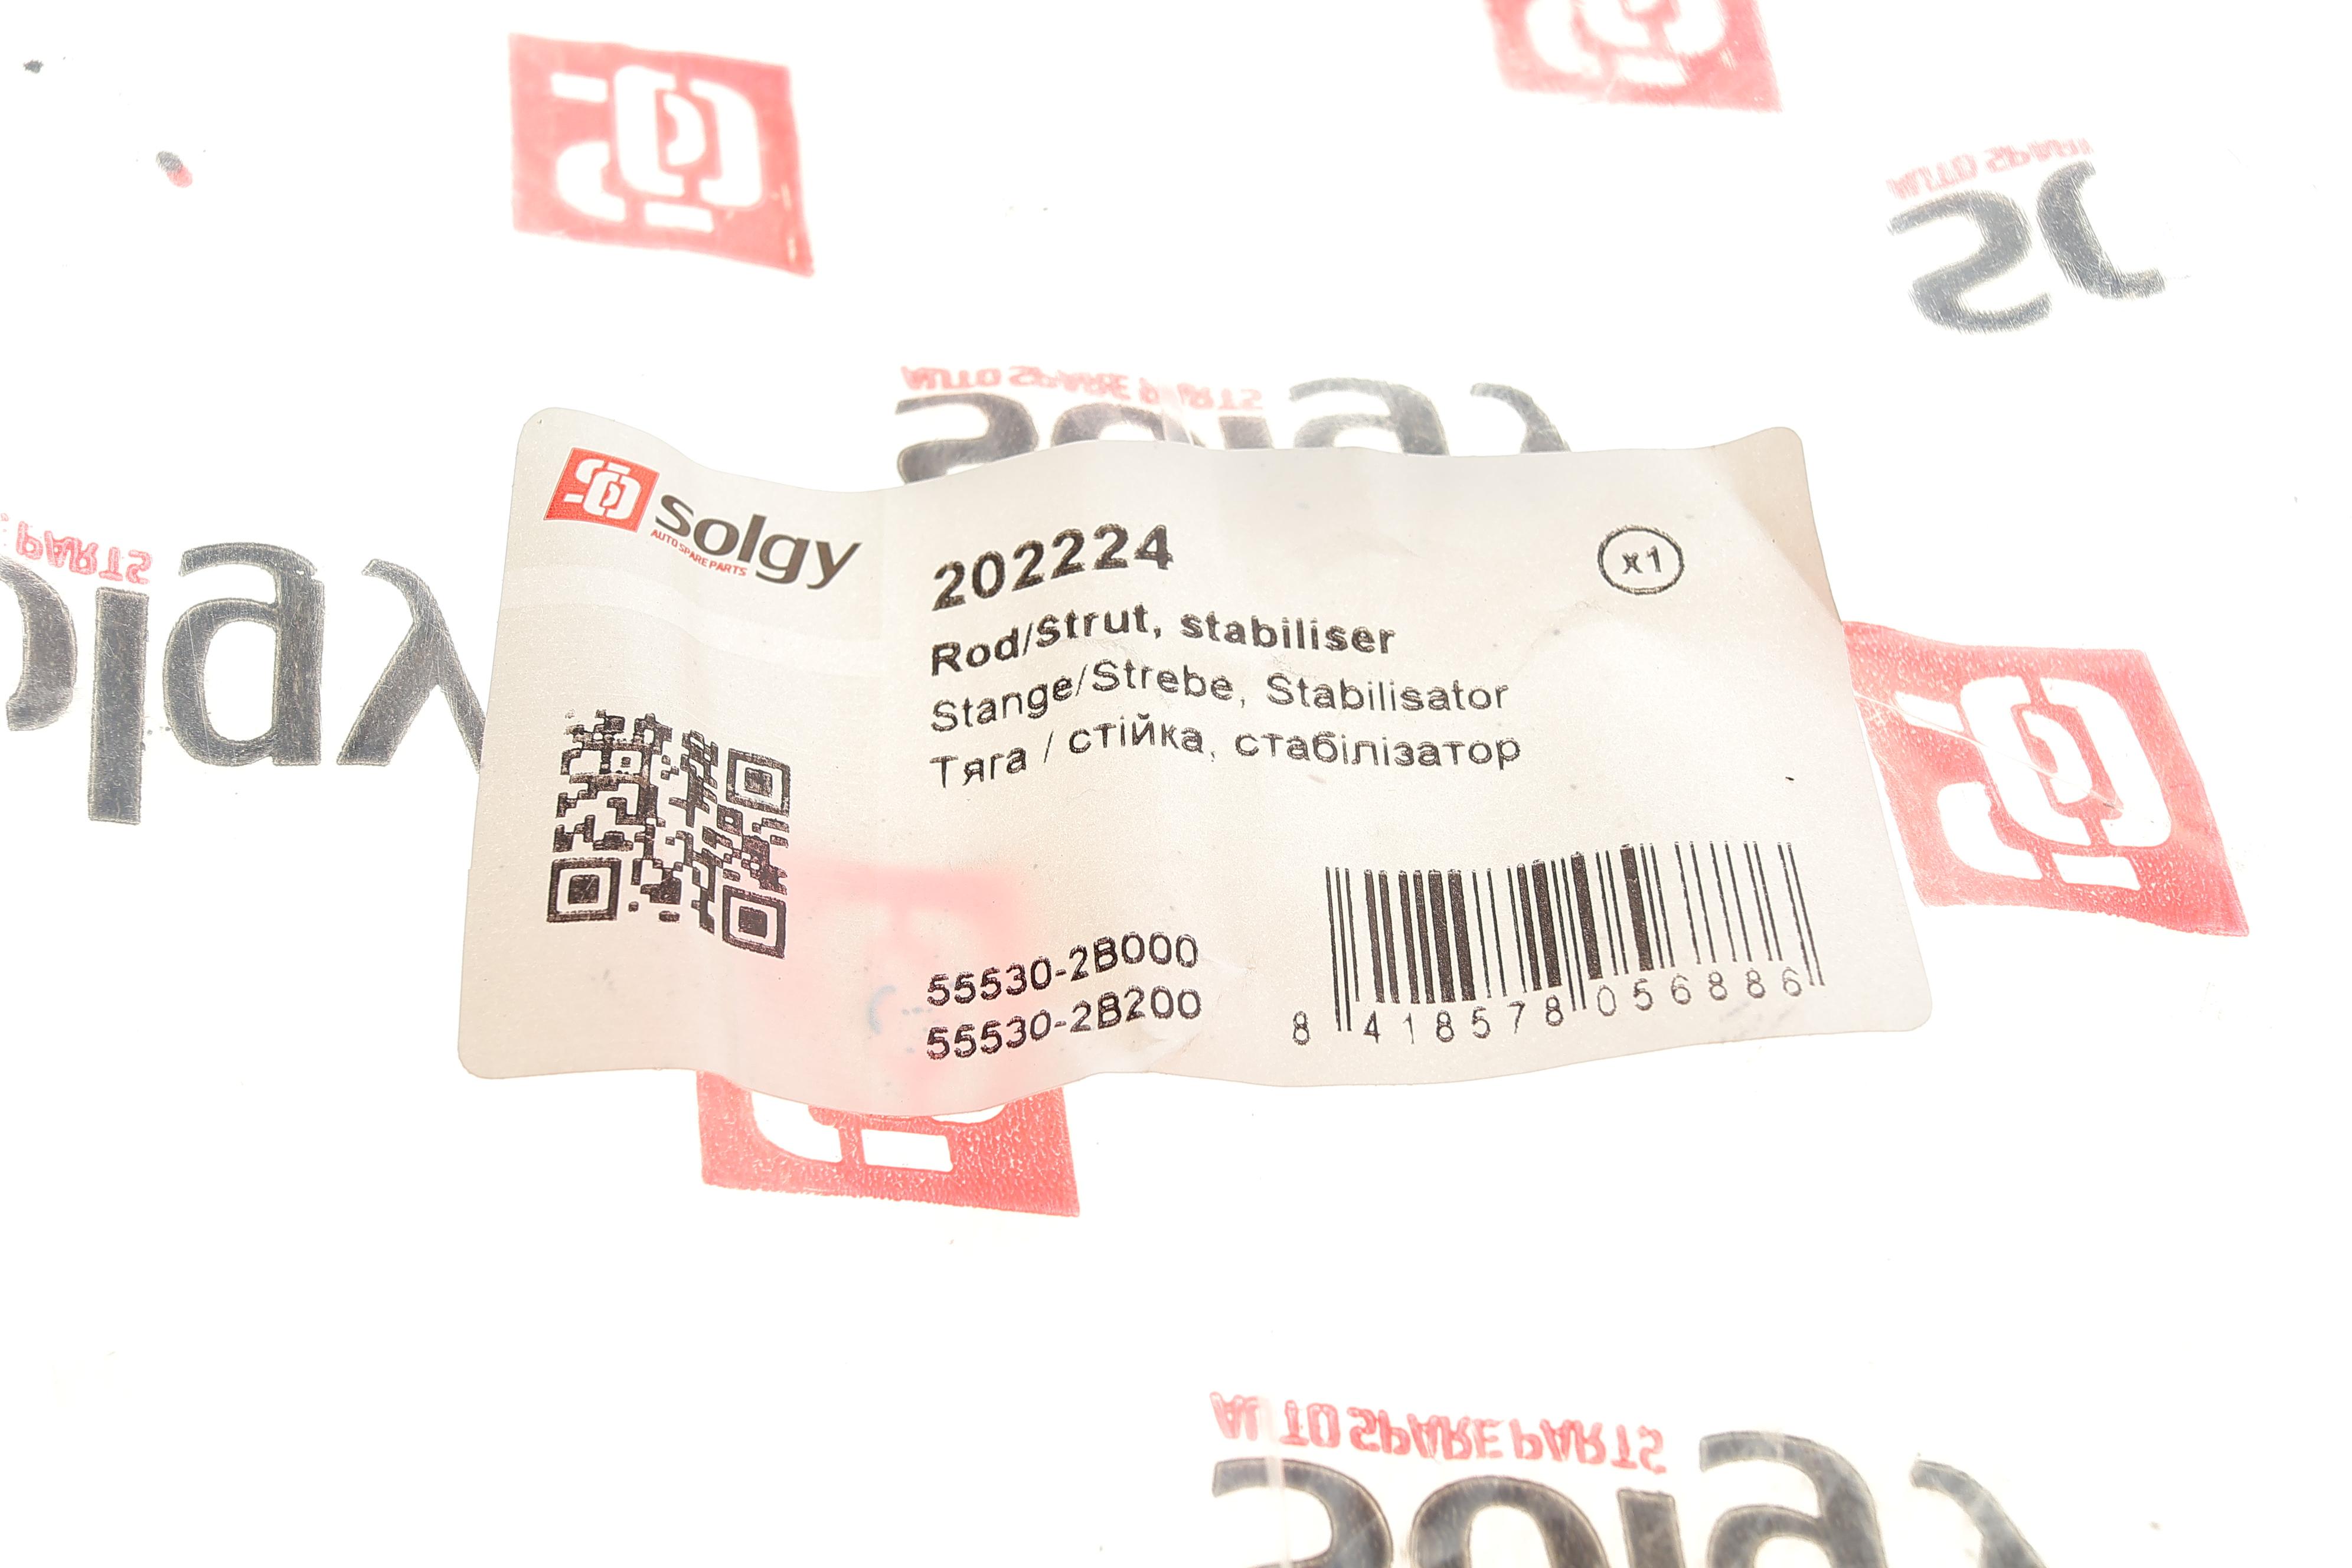 solgy
AUTO SPARE PARTS
202224
x1
Rod/Strut, stabiliser
Stange/Strebe, Stabilisator
Тяга / стійка, стабілізатор
55530-2B000
55530-2B200
8 418578 056886
AUTO SPARE PARTS
solgy
PARTS
AUTO SPARE PARTS